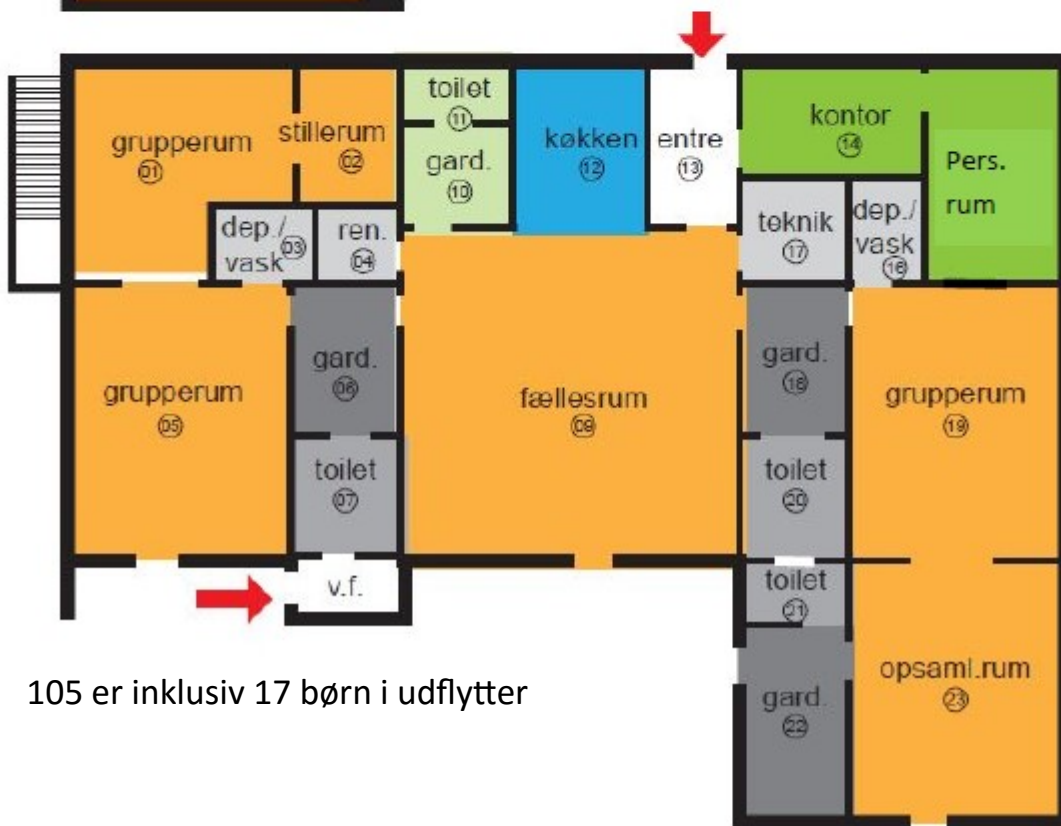 toilet
11
grupperum
01
stillerum
02
gard.
10
køkken
12
entre
13
kontor
14
Pers.
rum
dep./
vask
03
ren.
04
teknik
17
dep./
vask
16
gard.
06
gard.
18
grupperum
05
fællesrum
09
grupperum
19
toilet
07
toilet
20
v.f.
toilet
21
105 er inklusiv 17 børn i udflytter
opsaml.rum
23
gard.
22